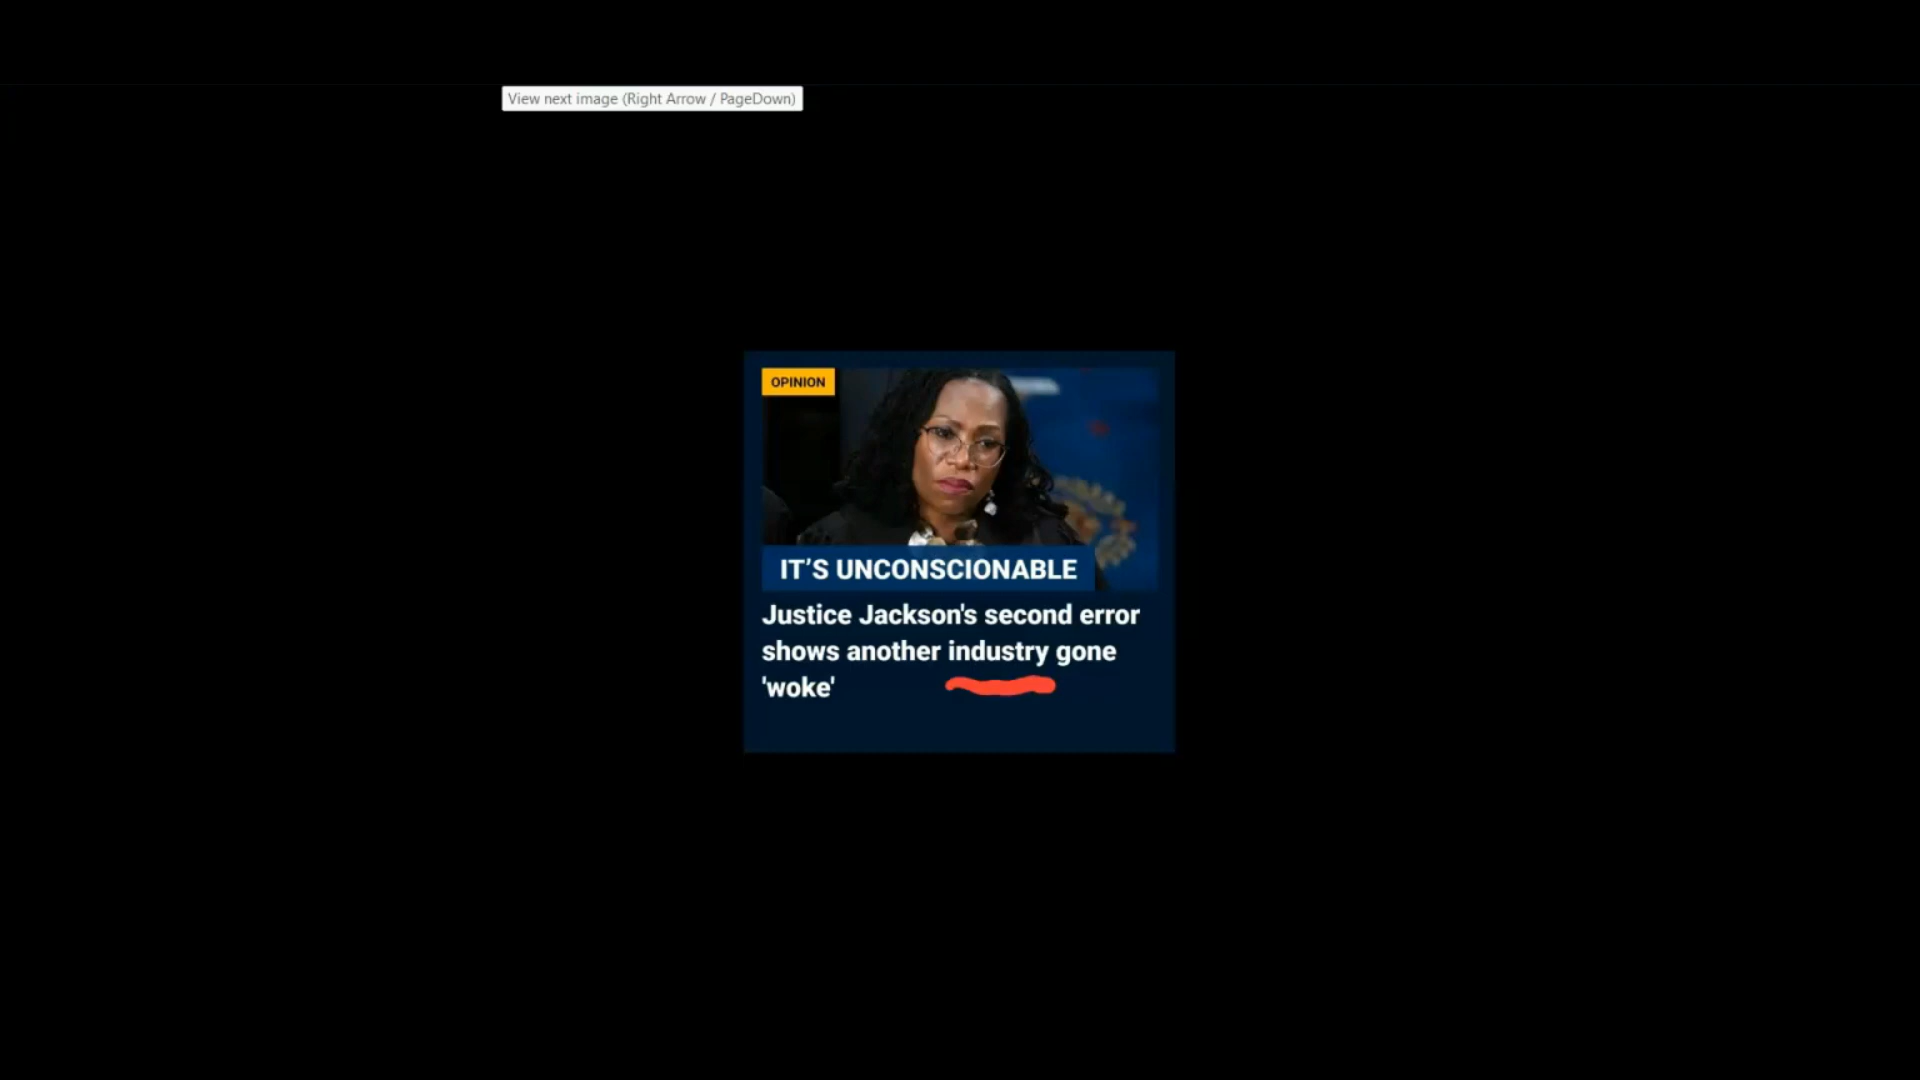 View next image (Right Arrow / PageDown)
OPINION
IT’S UNCONSCIONABLE
Justice Jackson's second error
shows another industry gone
'woke'